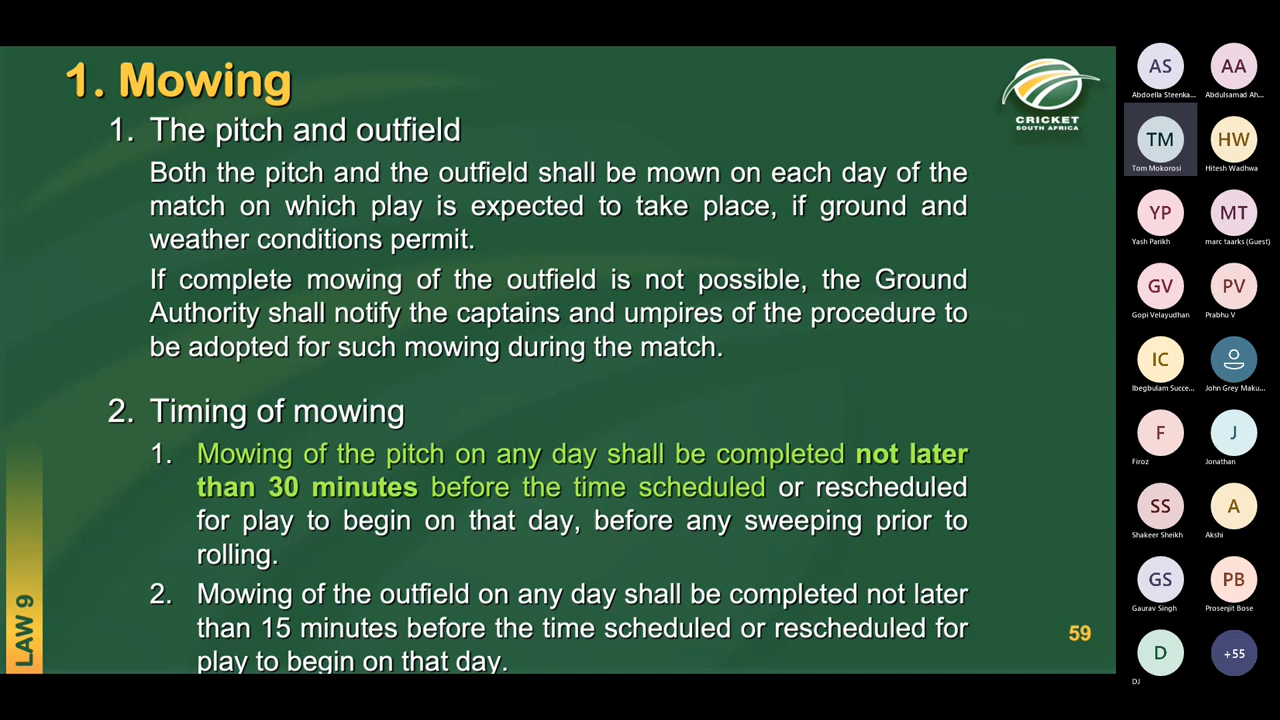 1. Mowing
1. The pitch and outfield
Both the pitch and the outfield shall be mown on each day of the
match on which play is expected to take place, if ground and
weather conditions permit.
If complete mowing of the outfield is not possible, the Ground
Authority shall notify the captains and umpires of the procedure to
be adopted for such mowing during the match.
2. Timing of mowing
1. Mowing of the pitch on any day shall be completed not later
than 30 minutes before the time scheduled or rescheduled
for play to begin on that day, before any sweeping prior to
rolling.
2. Mowing of the outfield on any day shall be completed not later
than 15 minutes before the time scheduled or rescheduled for
play to begin on that day.
LAW 9
59
CRICKET
SOUTH AFRICA
AS
Abdoella Steenka...
AA
Abdulsamad Ah...
TM
Tom Mokorosi
HW
Hitesh Wadhwa
YP
Yash Parikh
MT
marc taarks (Guest)
GV
Gopi Velayudhan
PV
Prabhu V
IC
Ibegbulam Succe...
John Grey Maku...
F
Firoz
J
Jonathan
SS
Shakeer Sheikh
A
Akshi
GS
Gaurav Singh
PB
Prosenjit Bose
D
DJ
+55